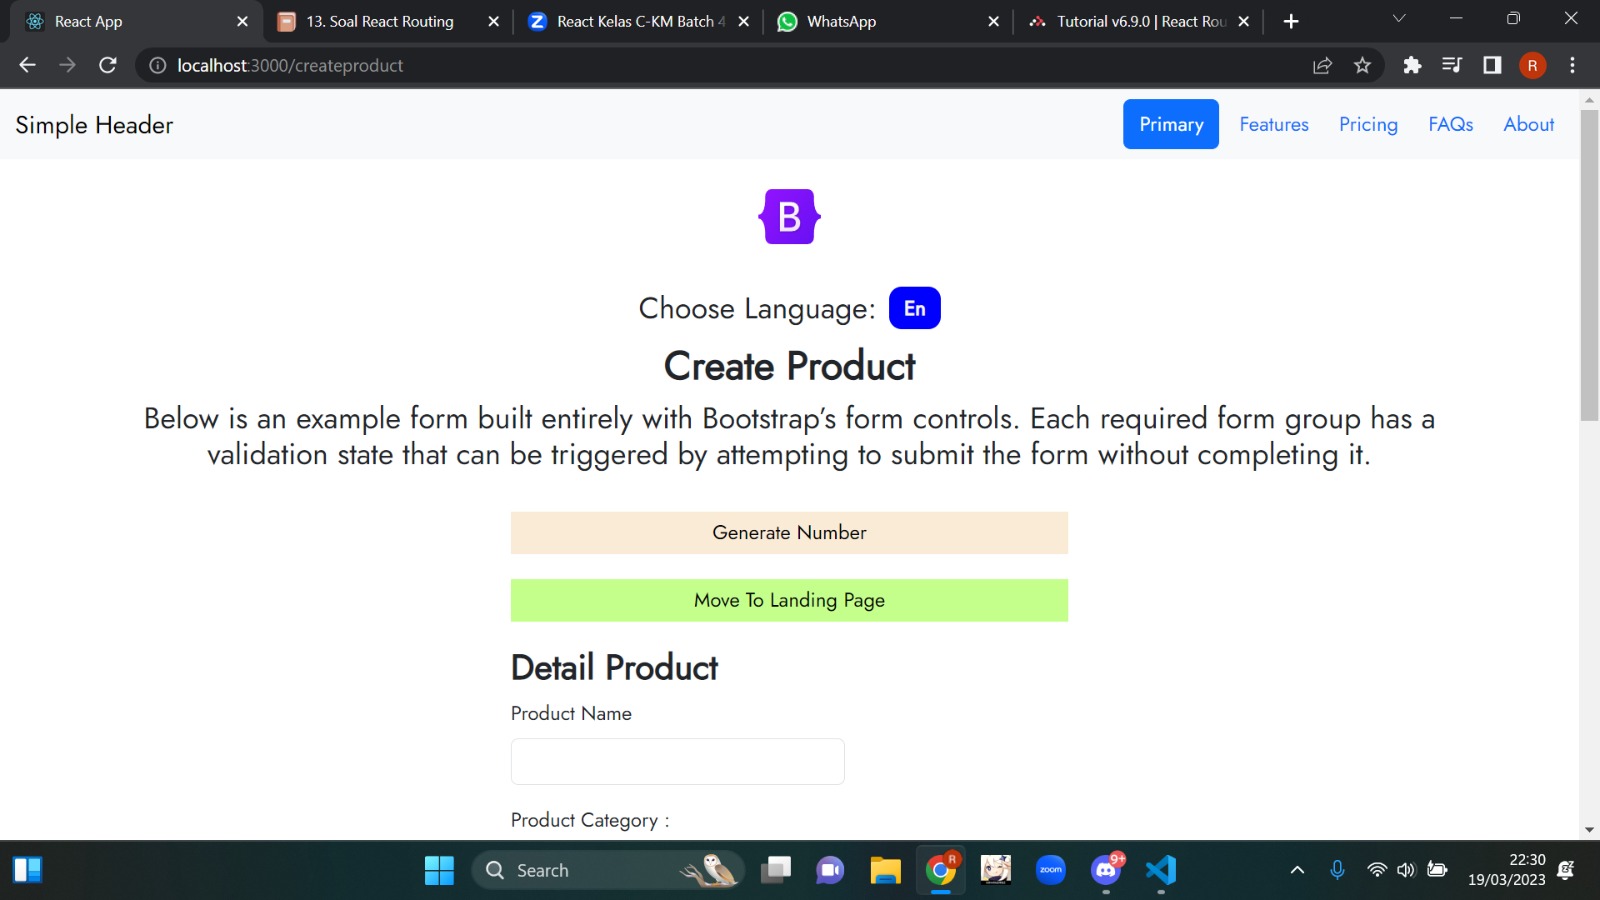 React App
13. Soal React Routing
React Kelas C-KM Batch 4
WhatsApp
Tutorial v6.9.0 | React Rou
localhost:3000/createproduct
R
Simple Header
Primary
Features
Pricing
FAQs
About
B
Choose Language: En
Create Product
Below is an example form built entirely with Bootstrap’s form controls. Each required form group has a
validation state that can be triggered by attempting to submit the form without completing it.
Generate Number
Move To Landing Page
Detail Product
Product Name
Product Category :
Search
R
zoom
9+
22:30
19/03/2023